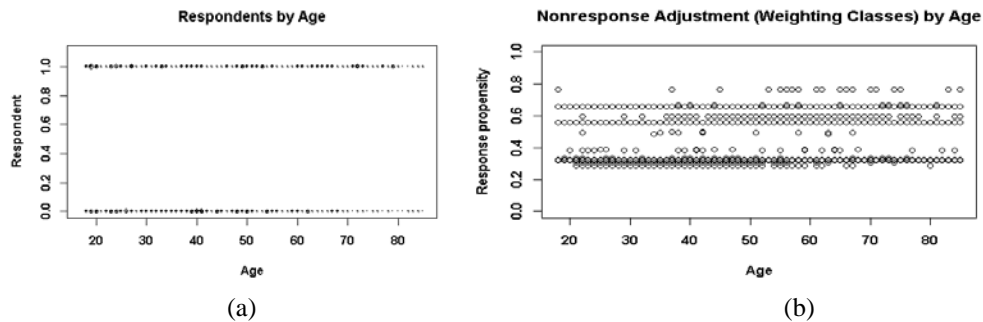 Respondents by Age
Respondent
0.0 0.2 0.4 0.6 0.8 1.0
20 30 40 50 60 70 80
Age
(a)
Nonresponse Adjustment (Weighting Classes) by Age
Response propensity
0.0 0.2 0.4 0.6 0.8 1.0
20 30 40 50 60 70 80
Age
(b)